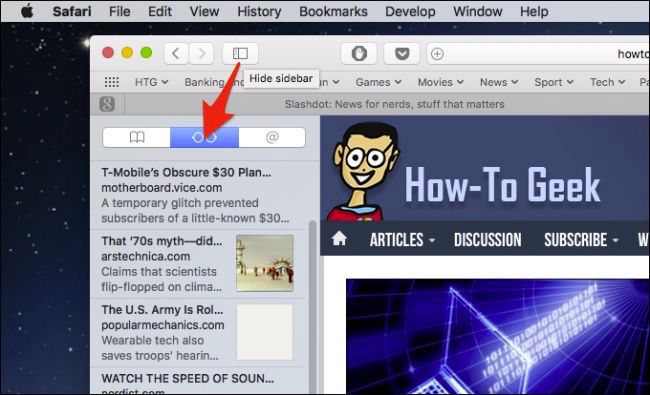 Safari File Edit View History Bookmarks Develop Window Help
howto
HTG Banking and un Games Movies News Sport Tech Pa
Hide sidebar
Slashdot: News for nerds, stuff that matters
@
T-Mobile's Obscure $30 Plan...
motherboard.vice.com
A temporary glitch prevented
subscribers of a little-known $30...
That '70s myth—did...
arstechnica.com
Claims that scientists
flip-flopped on clima...
The U.S. Army Is Rol...
popularmechanics.com
Wearable tech also
saves troops' hearin...
WATCH THE SPEED OF SOUN...
nerdist.com
How-To Geek
ARTICLES DISCUSSION SUBSCRIBE W